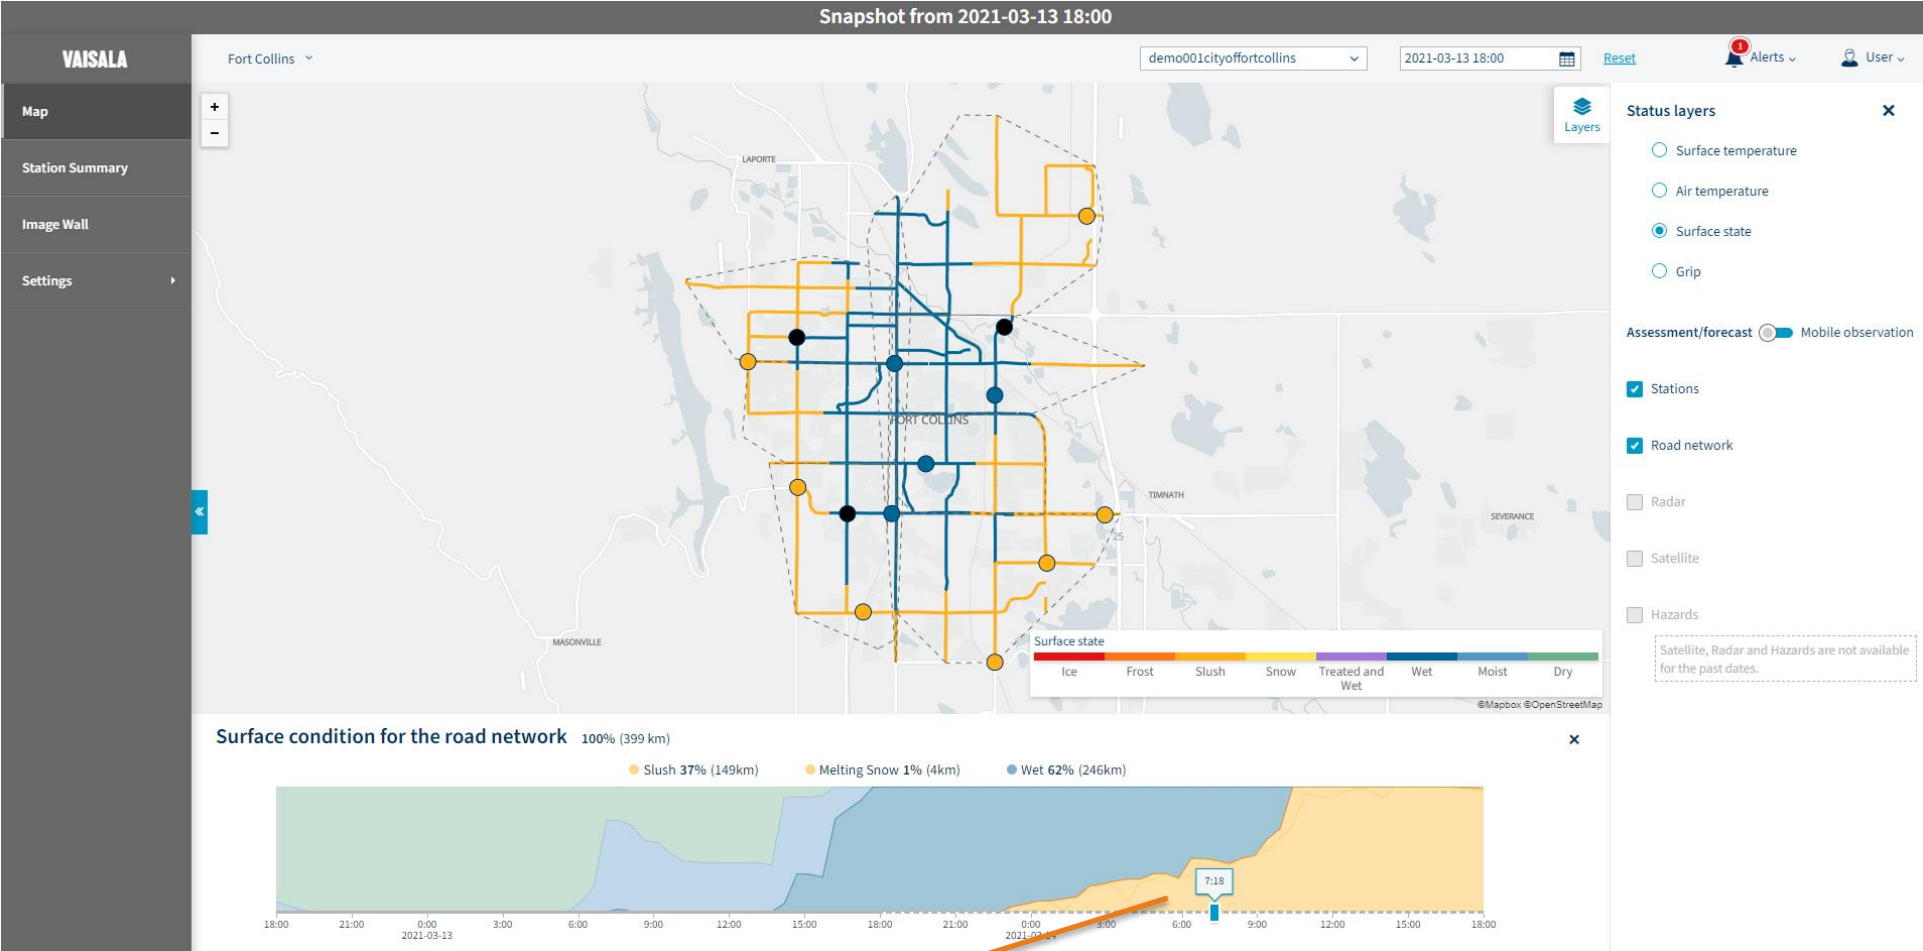 Snapshot from 2021-03-13 18:00
VAISALA
Fort Collins
demo001cityoffortcollins
2021-03-13 18:00
Reset
1
Alerts
User
Map
Station Summary
Image Wall
Settings
+
−
LAPORTE
FORT COLLINS
TIMNATH
SEVERANCE
25
MASONVILLE
Layers
Status layers
Surface temperature
Air temperature
Surface state
Grip
Assessment/forecast Mobile observation
Stations
Road network
Radar
Satellite
Hazards
Satellite, Radar and Hazards are not available
for the past dates.
Surface state
Ice Frost Slush Snow Treated and Wet Wet Moist Dry
©Mapbox ©OpenStreetMap
Surface condition for the road network 100% (399 km)
Slush 37% (149km) Melting Snow 1% (4km) Wet 62% (246km)
7:18
18:00 21:00 0:00 3:00 6:00 9:00 12:00 15:00 18:00 21:00 0:00 3:00 6:00 9:00 12:00 15:00 18:00
2021-03-13 2021-03-14